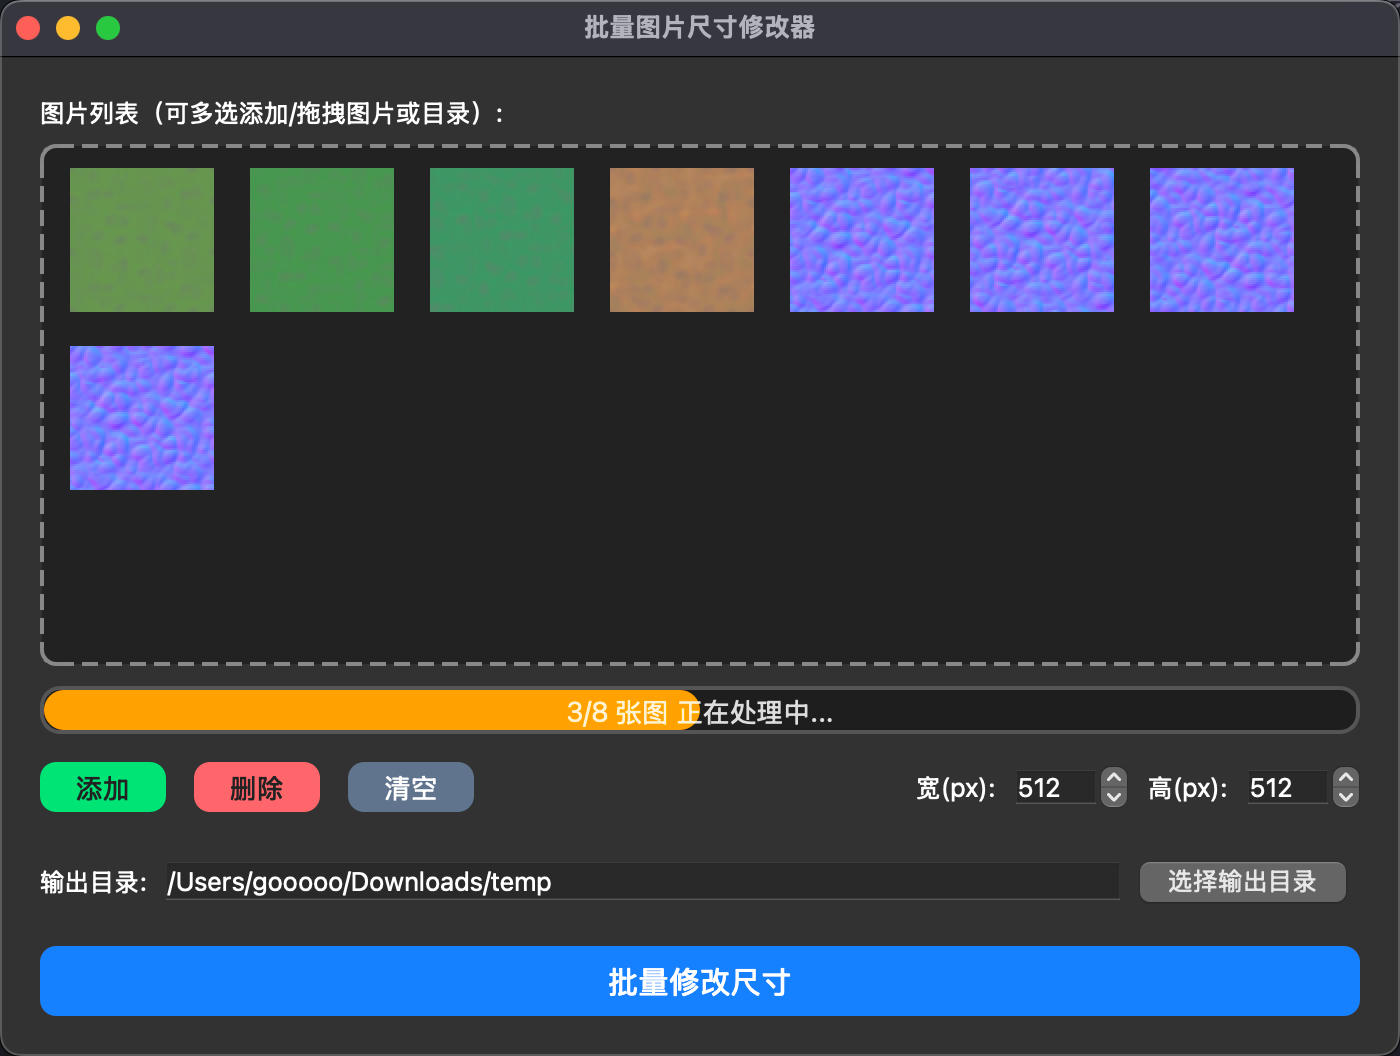 批量图片尺寸修改器
图片列表（可多选添加/拖拽图片或目录）:
3/8 张图 正在处理中...
添加 删除 清空 宽(px): 512 高(px): 512
输出目录: /Users/gooooo/Downloads/temp 选择输出目录
批量修改尺寸